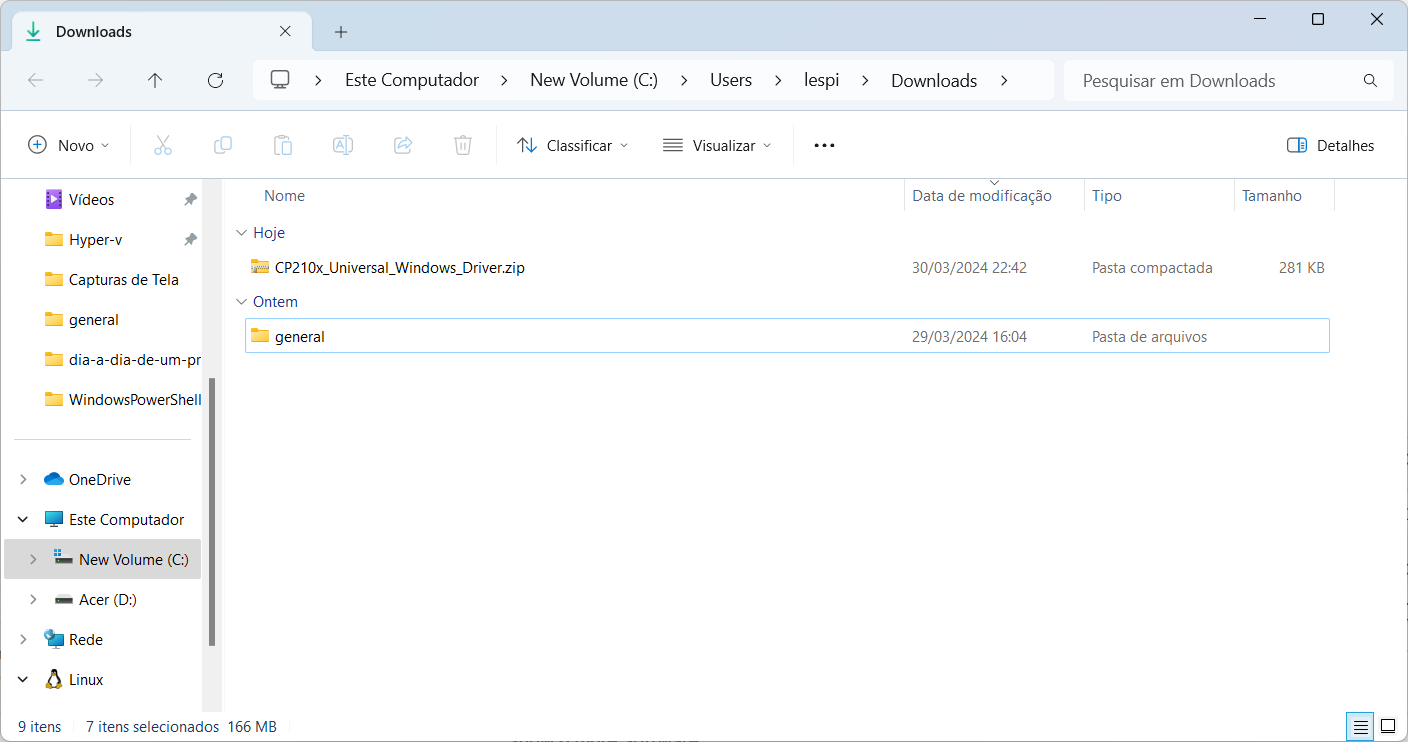 Downloads
Este Computador New Volume (C:) Users lespi Downloads Pesquisar em Downloads
Novo Classificar Visualizar Detalhes
Nome Data de modificação Tipo Tamanho
Vídeos
Hyper-v
Capturas de Tela
general
dia-a-dia-de-um-pr
WindowsPowerShell
OneDrive
Este Computador
New Volume (C:)
Acer (D:)
Rede
Linux
Hoje
CP210x_Universal_Windows_Driver.zip 30/03/2024 22:42 Pasta compactada 281 KB
Ontem
general 29/03/2024 16:04 Pasta de arquivos
9 itens 7 itens selecionados 166 MB